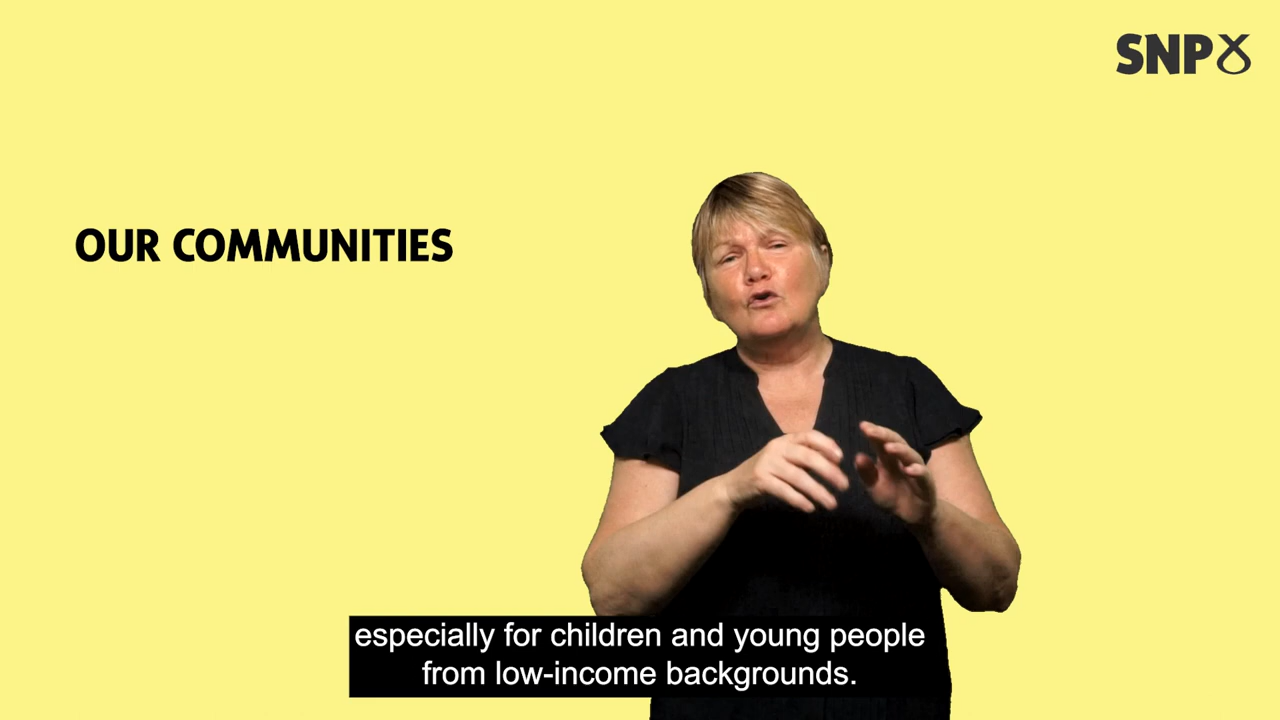 SNP
OUR COMMUNITIES
especially for children and young people
from low-income backgrounds.